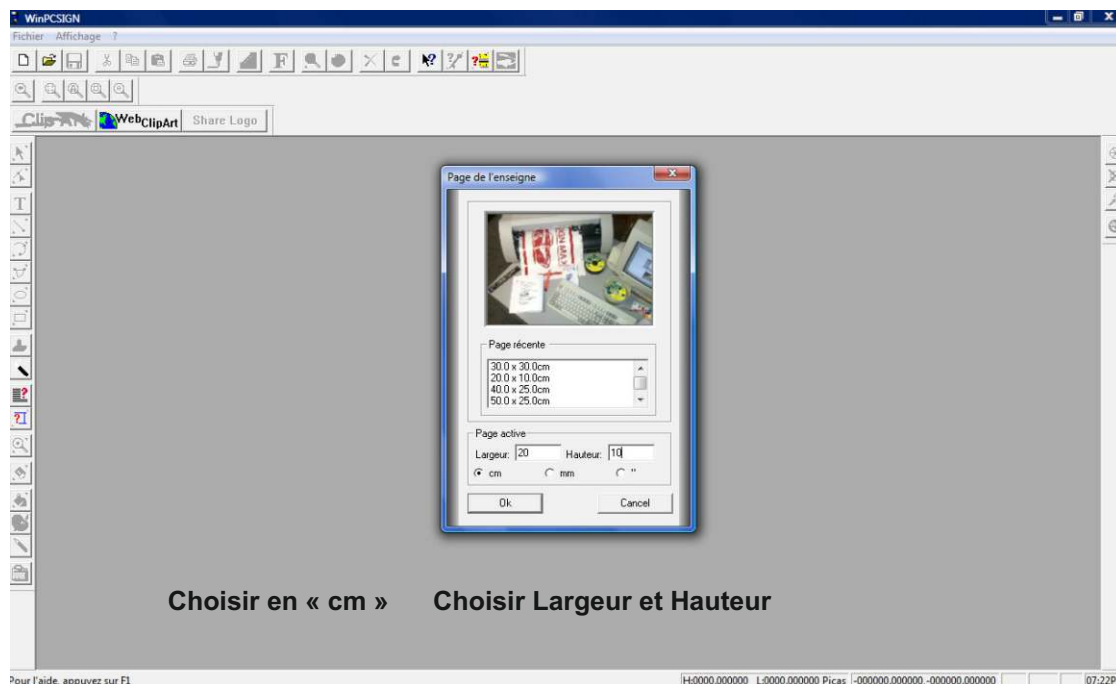 WinPCSIGN
Fichier Affichage ?
F
Clip Art WebClipArt Share Logo
T
Page de l'enseigne
Page récente
30.0 x 30.0cm
20.0 x 10.0cm
40.0 x 25.0cm
50.0 x 25.0cm
Page active
Largeur: 20 Hauteur: 10
cm mm "
Ok Cancel
Choisir en « cm » Choisir Largeur et Hauteur
Pour l'aide, appuyez sur F1 H:0000.000000 L:0000.000000 Picas -000000.000000 -000000.000000 07:22P